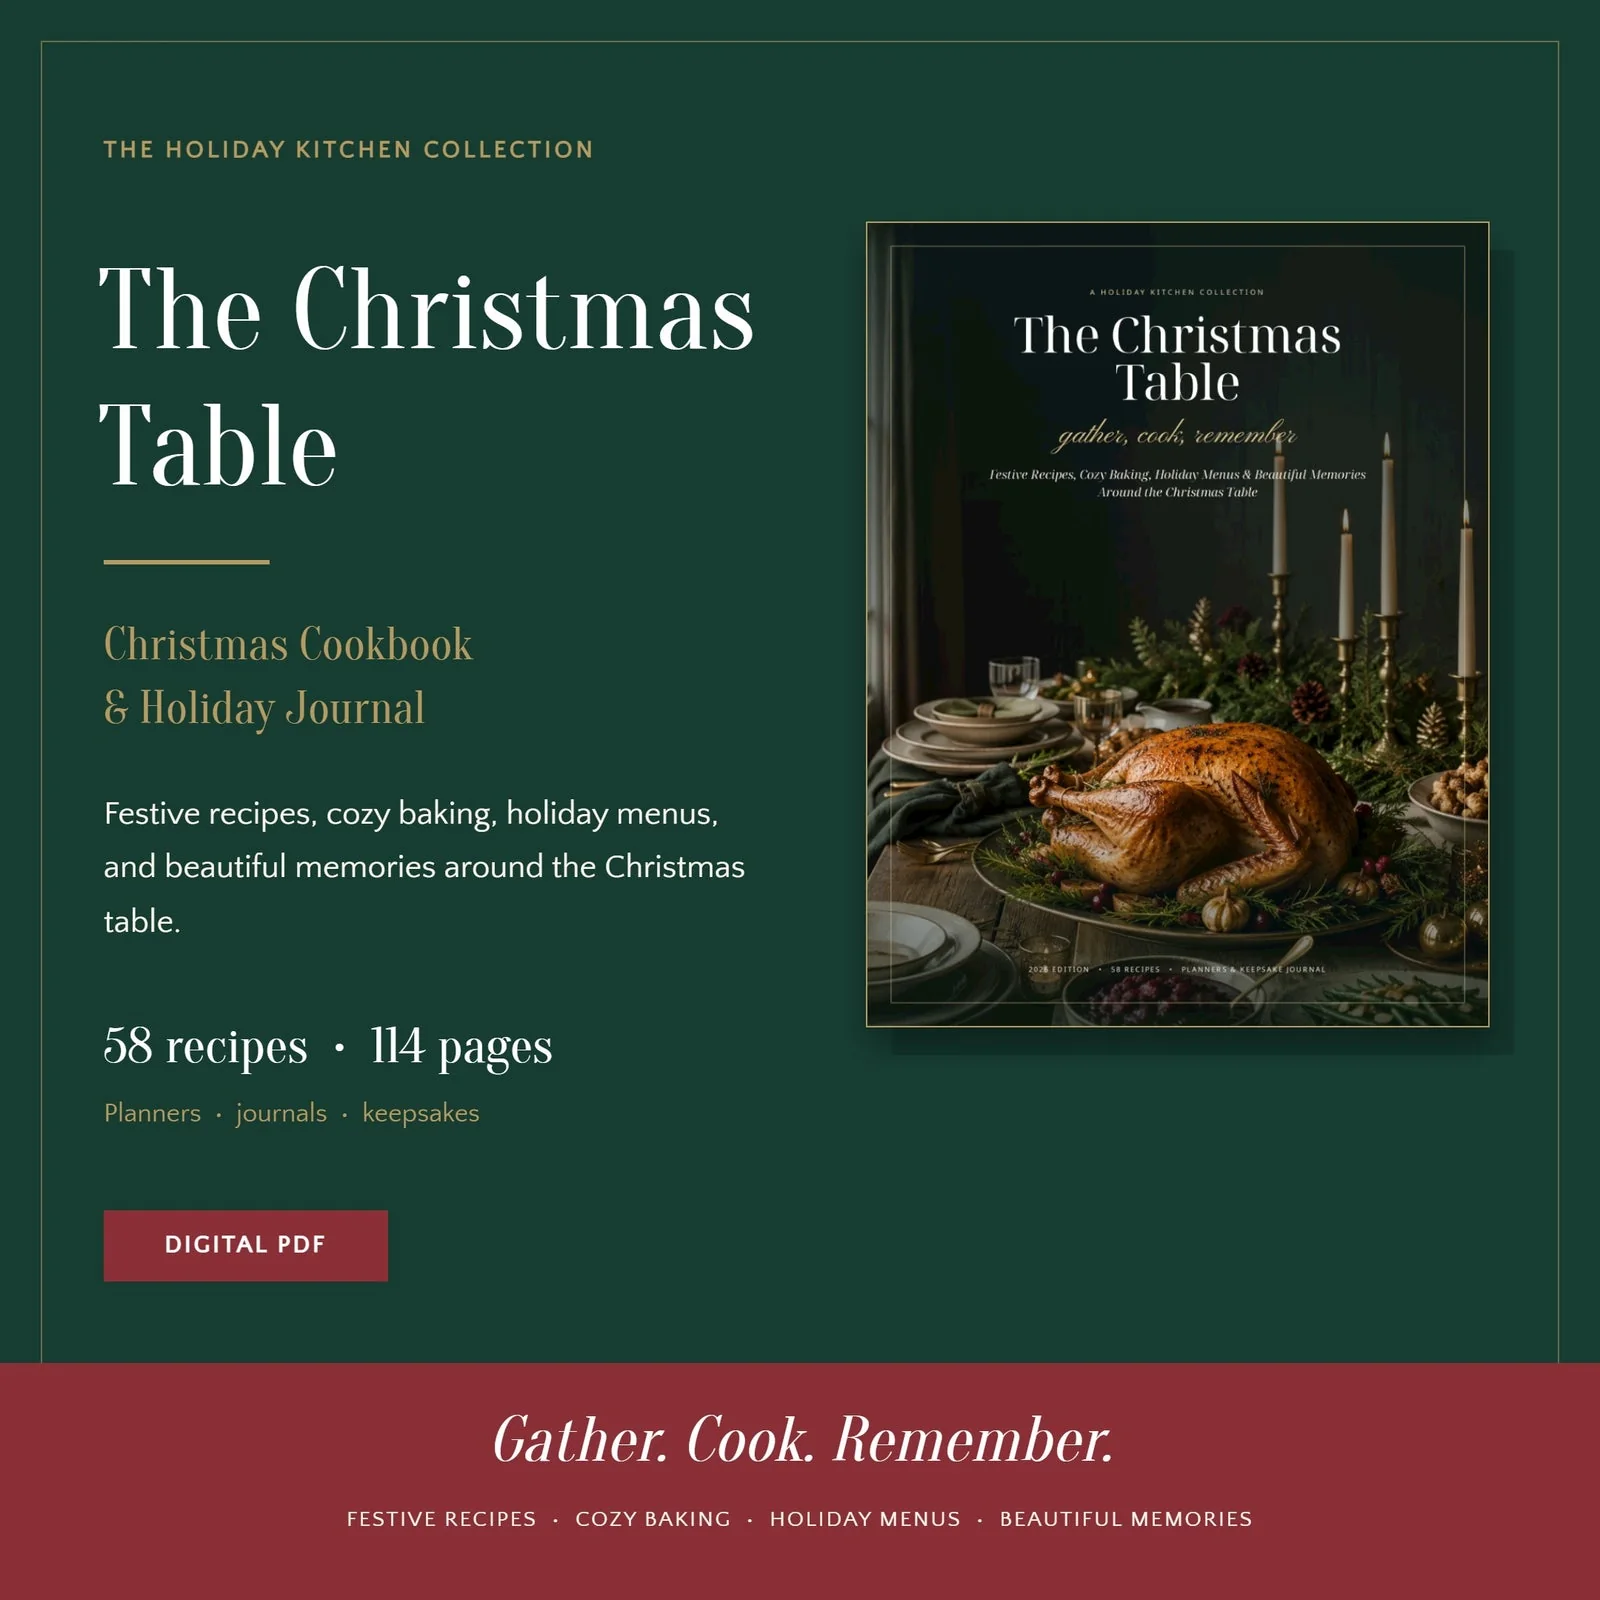 THE HOLIDAY KITCHEN COLLECTION
The Christmas
Table
Christmas Cookbook
& Holiday Journal
Festive recipes, cozy baking, holiday menus,
and beautiful memories around the Christmas
table.
58 recipes · 114 pages
Planners · journals · keepsakes
DIGITAL PDF
A HOLIDAY KITCHEN COLLECTION
The Christmas
Table
gather, cook, remember
Festive Recipes, Cozy Baking, Holiday Menus & Beautiful Memories
Around the Christmas Table
EDITION • 58 RECIPES • PLANNERS & KEEPSAKE JOURNAL
Gather. Cook. Remember.
FESTIVE RECIPES · COZY BAKING · HOLIDAY MENUS · BEAUTIFUL MEMORIES